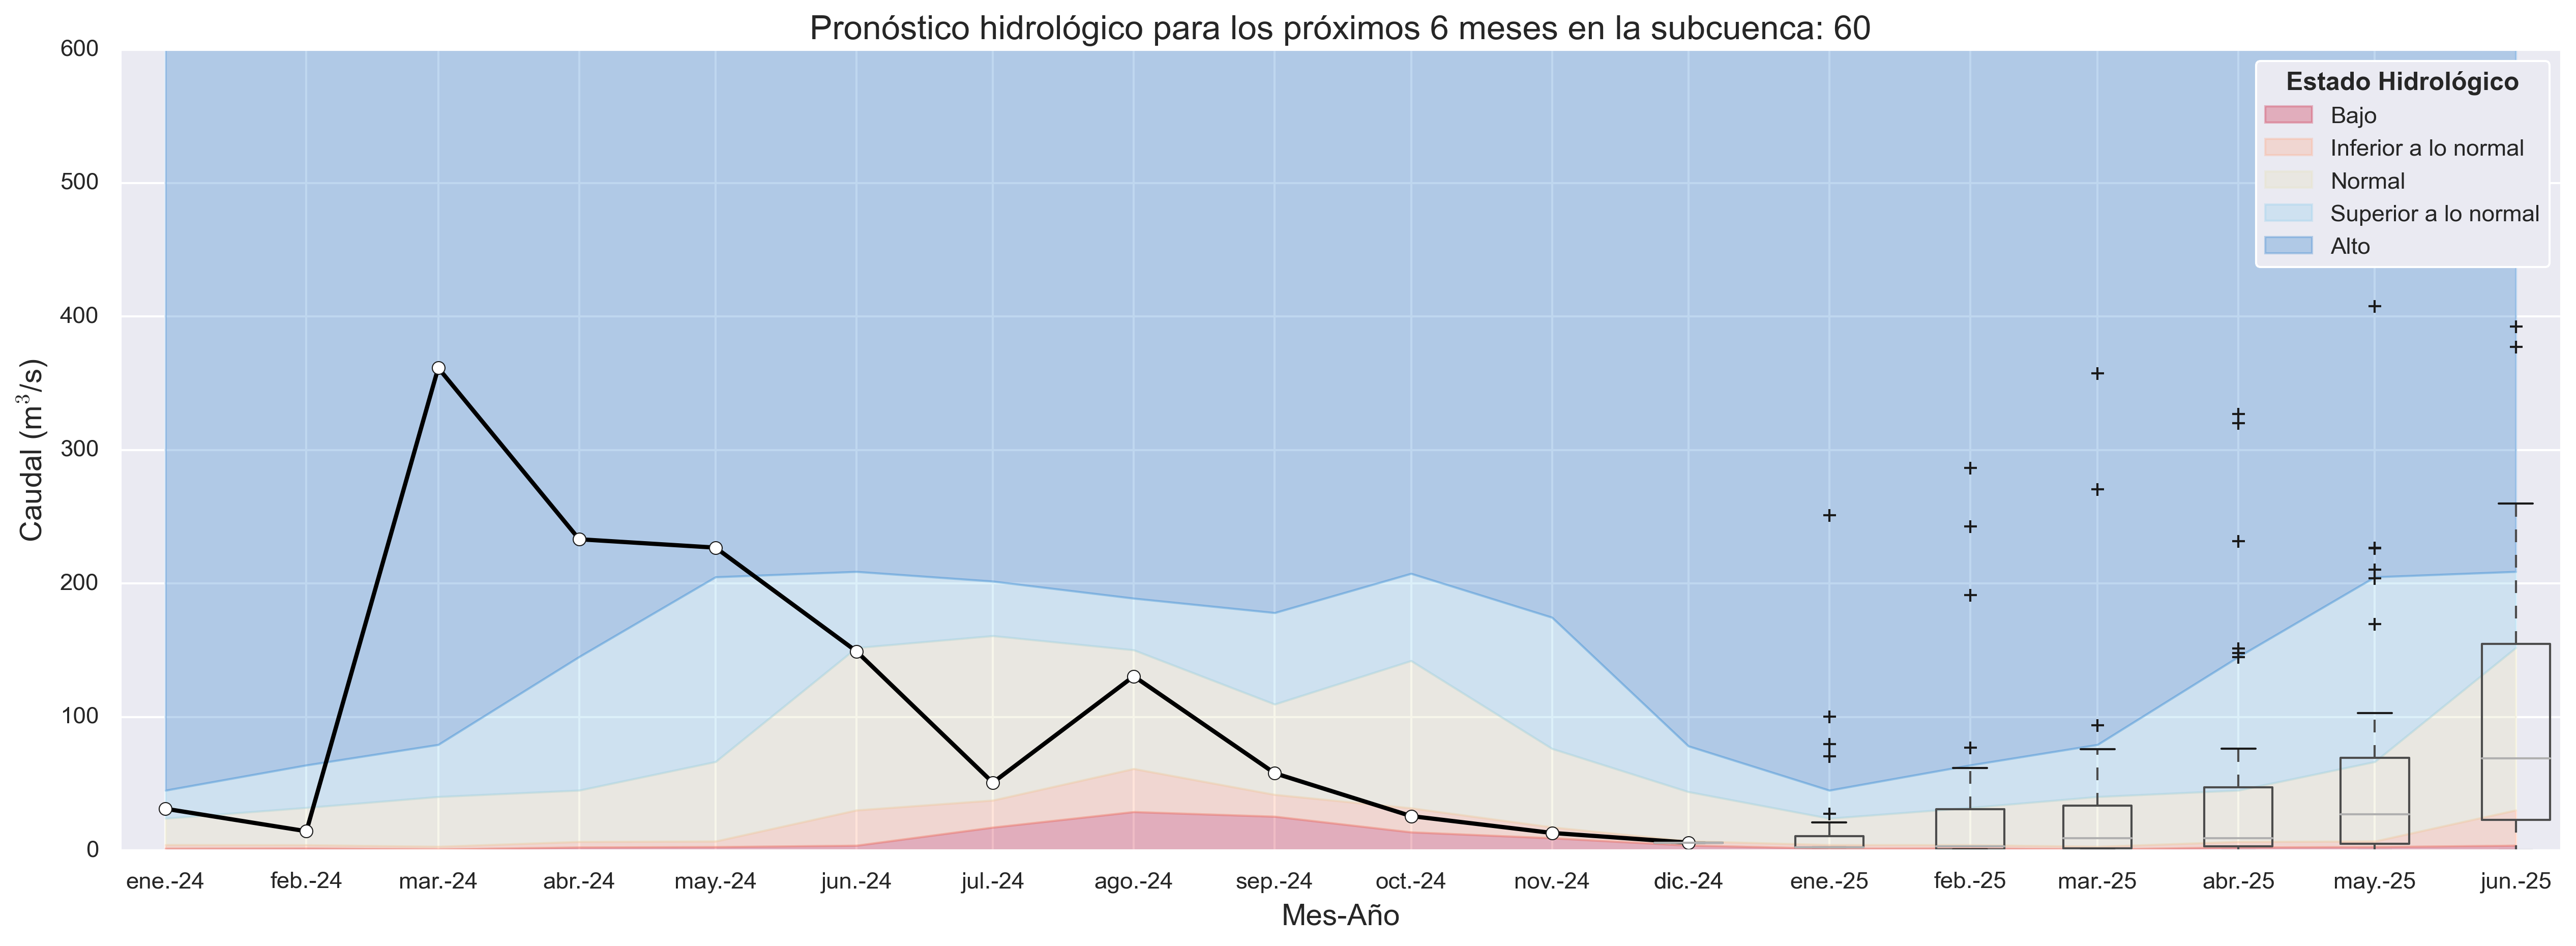 Pronóstico hidrológico para los próximos 6 meses en la subcuenca: 60
600
500
400
300
200
100
0
Caudal (m³/s)
Estado Hidrológico
Bajo
Inferior a lo normal
Normal
Superior a lo normal
Alto
ene.-24 feb.-24 mar.-24 abr.-24 may.-24 jun.-24 jul.-24 ago.-24 sep.-24 oct.-24 nov.-24 dic.-24 ene.-25 feb.-25 mar.-25 abr.-25 may.-25 jun.-25
Mes-Año